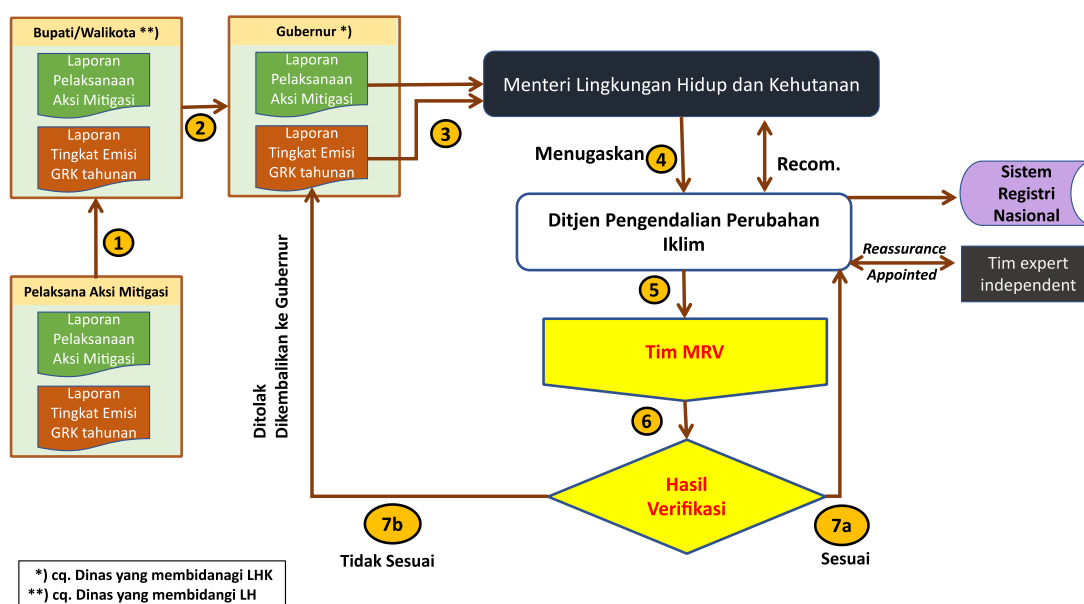 Bupati/Walikota **)
Laporan
Pelaksanaan
Aksi Mitigasi
Laporan
Tingkat Emisi
GRK tahunan
2
Gubernur *)
Laporan
Pelaksanaan
Aksi Mitigasi
Laporan
Tingkat Emisi
GRK tahunan
3
Menteri Lingkungan Hidup dan Kehutanan
Menugaskan
4
Recom.
Ditjen Pengendalian Perubahan
Iklim
Sistem
Registri
Nasional
Reassurance
Appointed
Tim expert
independent
1
Pelaksana Aksi Mitigasi
Laporan
Pelaksanaan
Aksi Mitigasi
Laporan
Tingkat Emisi
GRK tahunan
Ditolak
Dikembalikan ke Gubernur
5
Tim MRV
6
Hasil
Verifikasi
7b
Tidak Sesuai
7a
Sesuai
*) cq. Dinas yang membidanagi LHK
**) cq. Dinas yang membidangi LH